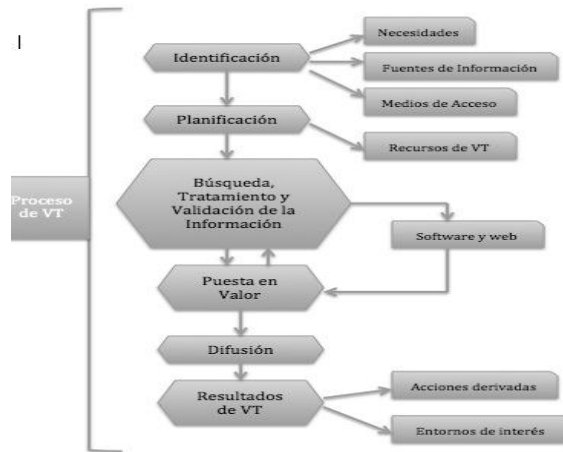 I
Necesidades
Identificación
Fuentes de Información
Medios de Acceso
Planificación
Recursos de VT
Búsqueda,
Tratamiento y
Validación de la
Información
Proceso
de VT
Software y web
Puesta en
Valor
Difusión
Resultados
de VT
Acciones derivadas
Entornos de interés